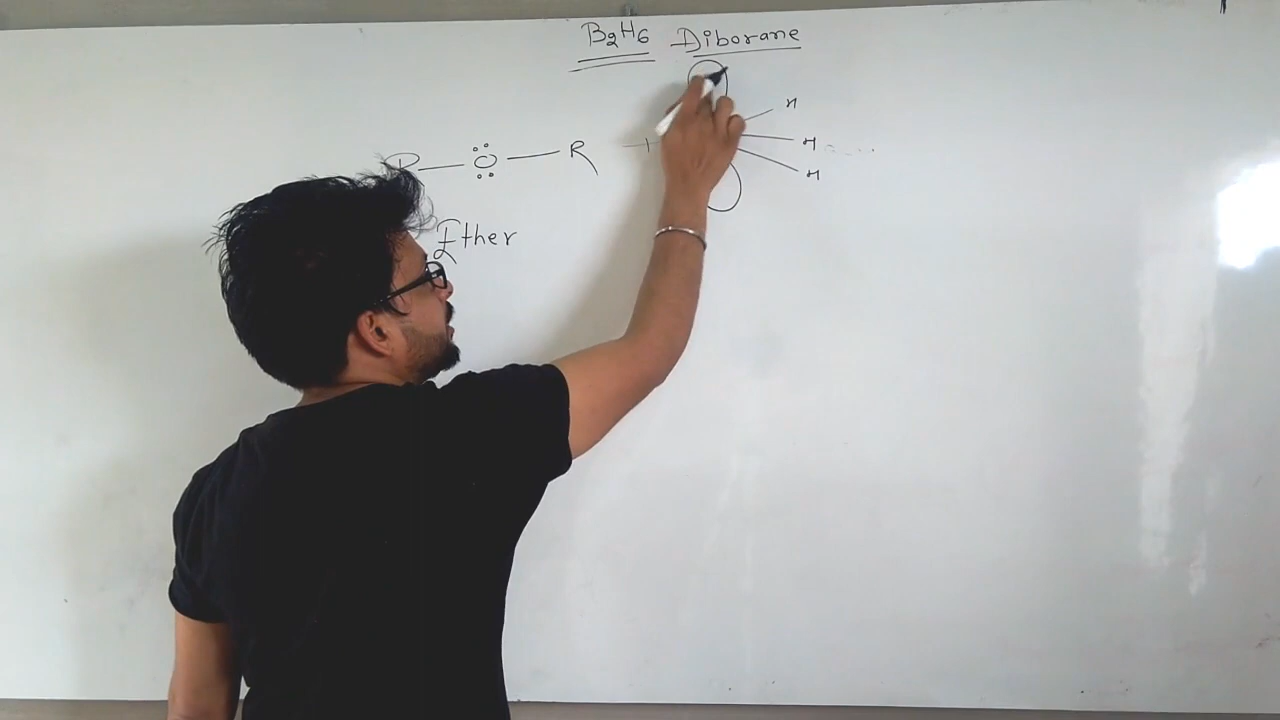 B2H6 Diborane
R — O — R +
H
H
H
Ether